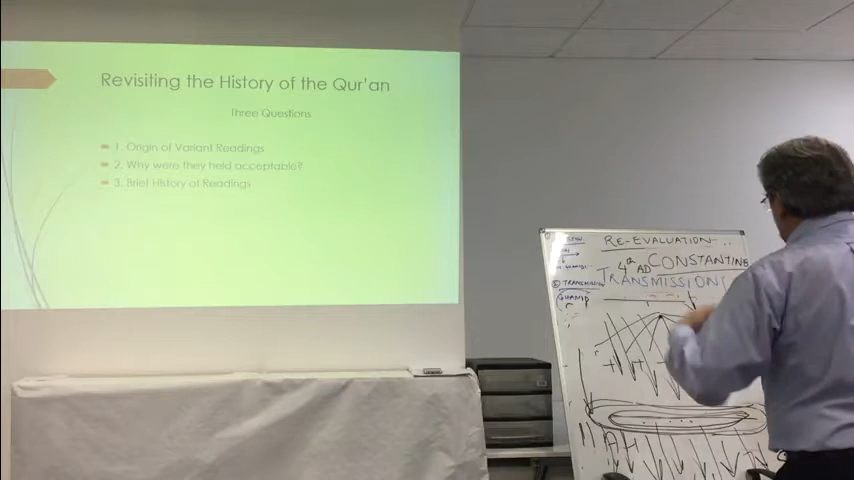 Revisiting the History of the Qur'an
Three Questions
1. Origin of Variant Readings
2. Why were they held acceptable?
3. Brief History of Readings
RE-EVALUATION
4th AD CONSTANTINE
TRANSMISSIONS